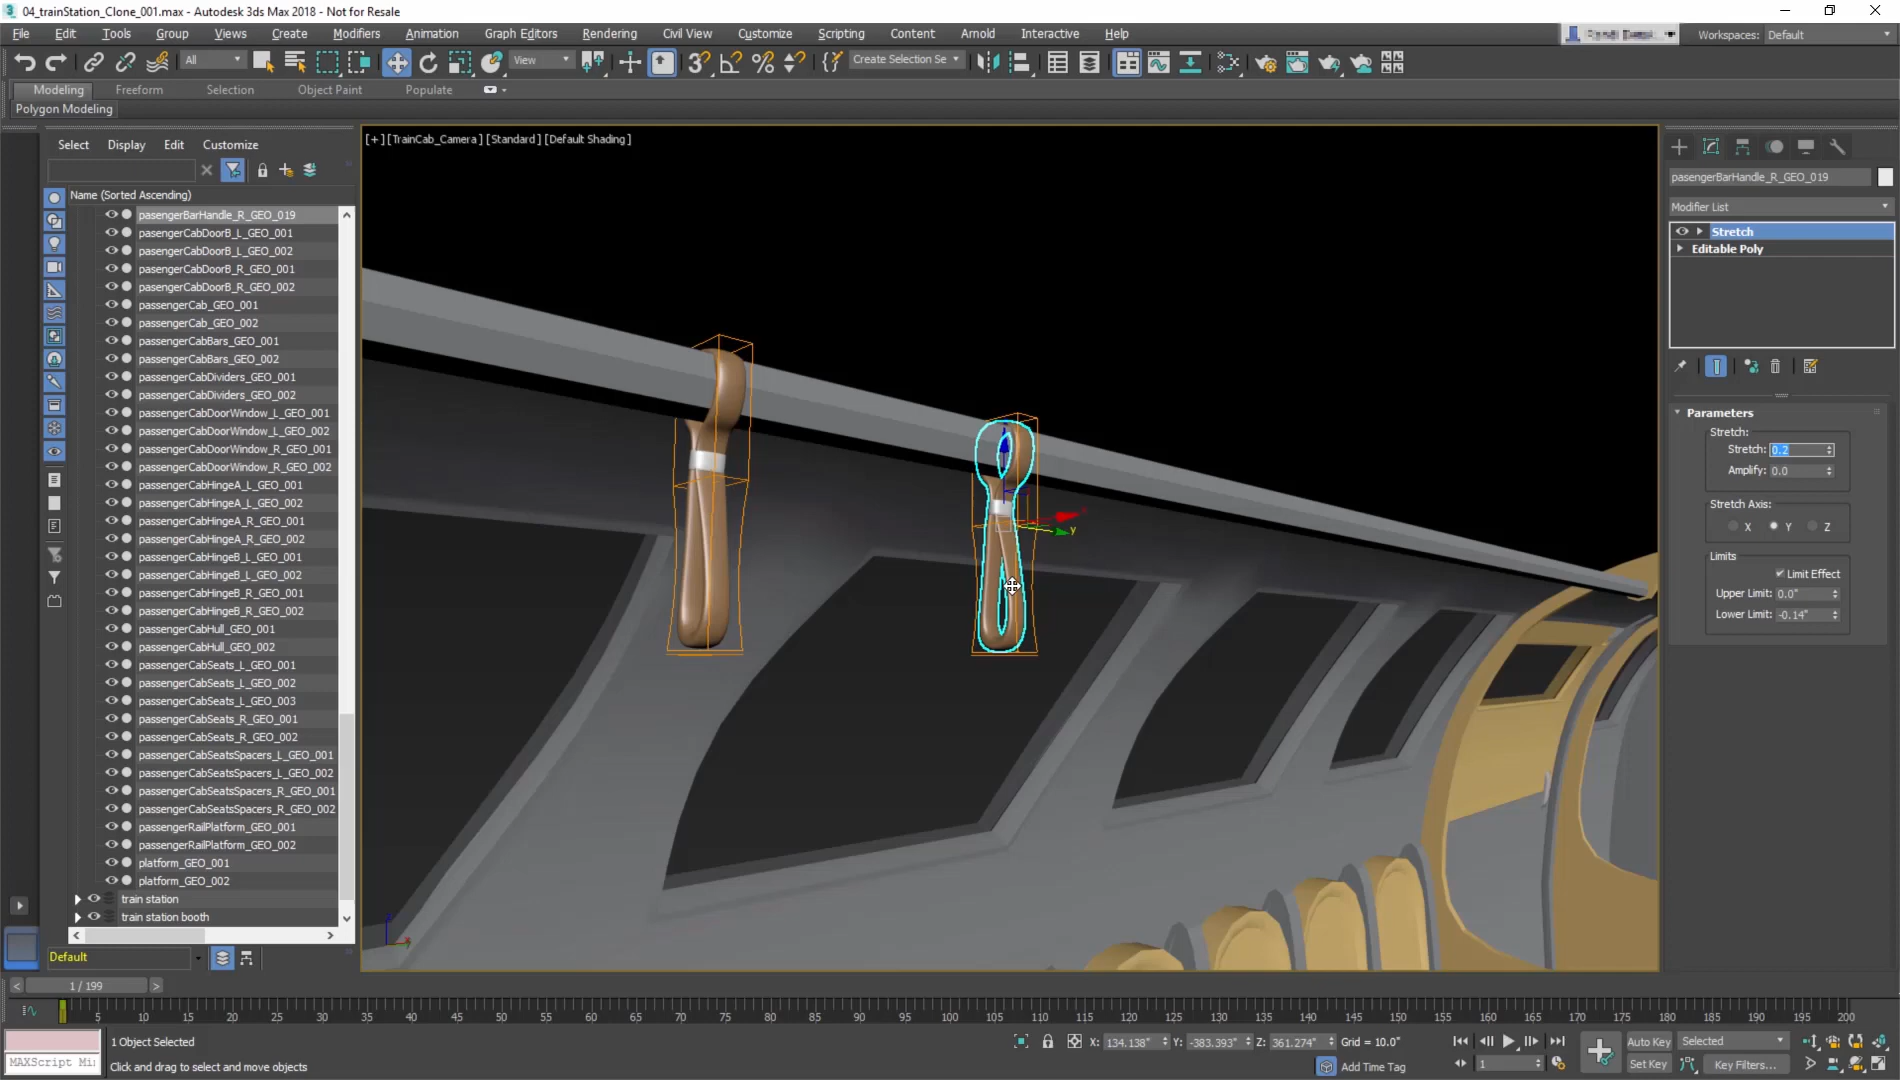 04_trainStation_Clone_001.max - Autodesk 3ds Max 2018 - Not for Resale
File Edit Tools Group Views Create Modifiers Animation Graph Editors Rendering Civil View Customize Scripting Content Arnold Interactive Help
Workspaces: Default
All View Create Selection Se
Modeling Freeform Selection Object Paint Populate
Polygon Modeling
Select Display Edit Customize
[+] [TrainCab_Camera] [Standard] [Default Shading]
Name (Sorted Ascending)
pasengerBarHandle_R_GEO_019
pasengerCabDoorB_L_GEO_001
pasengerCabDoorB_L_GEO_002
pasengerCabDoorB_R_GEO_001
pasengerCabDoorB_R_GEO_002
passengerCab_GEO_001
passengerCab_GEO_002
passengerCabBars_GEO_001
passengerCabBars_GEO_002
passengerCabDividers_GEO_001
passengerCabDividers_GEO_002
passengerCabDoorWindow_L_GEO_001
passengerCabDoorWindow_L_GEO_002
passengerCabDoorWindow_R_GEO_001
passengerCabDoorWindow_R_GEO_002
passengerCabHingeA_L_GEO_001
passengerCabHingeA_L_GEO_002
passengerCabHingeA_R_GEO_001
passengerCabHingeA_R_GEO_002
passengerCabHingeB_L_GEO_001
passengerCabHingeB_L_GEO_002
passengerCabHingeB_R_GEO_001
passengerCabHingeB_R_GEO_002
passengerCabHull_GEO_001
passengerCabHull_GEO_002
passengerCabSeats_L_GEO_001
passengerCabSeats_L_GEO_002
passengerCabSeats_L_GEO_003
passengerCabSeats_R_GEO_001
passengerCabSeats_R_GEO_002
passengerCabSeatsSpacers_L_GEO_001
passengerCabSeatsSpacers_L_GEO_002
passengerCabSeatsSpacers_R_GEO_001
passengerCabSeatsSpacers_R_GEO_002
passengerRailPlatform_GEO_001
passengerRailPlatform_GEO_002
platform_GEO_001
platform_GEO_002
train station
train station booth
Default
y
pasengerBarHandle_R_GEO_019
Modifier List
Stretch
Editable Poly
Parameters
Stretch:
Stretch: 0.2
Amplify: 0.0
Stretch Axis:
X Y Z
Limits
Limit Effect
Upper Limit: 0.0"
Lower Limit: -0.14"
< 1 / 199 >
5 10 15 20 25 30 35 40 45 50 55 60 65 70 75 80 85 90 95 100 105 110 115 120 125 130 135 140 145 150 155 160 165 170 175 180 185 190 195 200
1 Object Selected
X: 134.138" Y: -383.393" Z: 361.274" Grid = 10.0"
Auto Key Selected
MAXScript Mi
Click and drag to select and move objects
Add Time Tag
1
Set Key Key Filters...